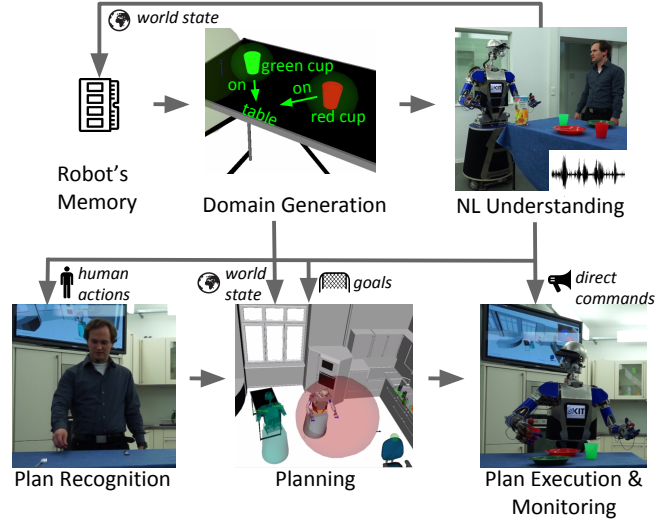 world state
green cup
on
on
table
red cup
KIT
Robot's
Memory
Domain Generation
NL Understanding
human
actions
world
state
goals
direct
commands
KIT
Plan Recognition
Planning
Plan Execution &
Monitoring